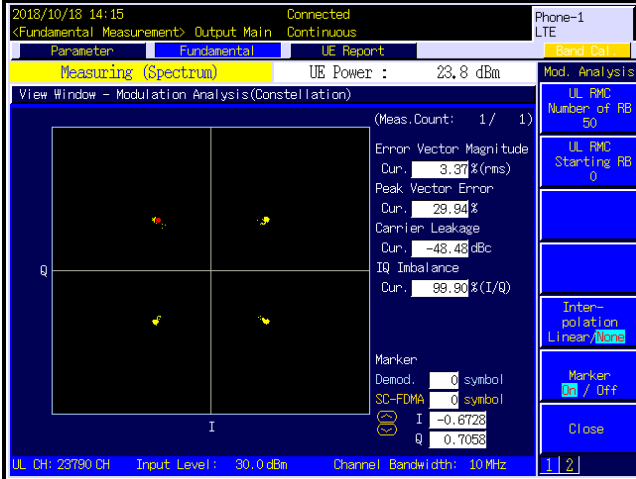 2018/10/18 14:15 Connected Phone-1
<Fundamental Measurement> Output Main Continuous LTE
Parameter Fundamental UE Report Band Cal.
Measuring (Spectrum) UE Power : 23.8 dBm Mod. Analysis
View Window - Modulation Analysis(Constellation)
UL RMC
Number of RB
50
(Meas.Count: 1/ 1)
Error Vector Magnitude
Cur. 3.37 %(rms)
Peak Vector Error
Cur. 29.94 %
Carrier Leakage
Cur. -48.48 dBc
IQ Imbalance
Cur. 99.90 %(I/Q)
UL RMC
Starting RB
0
Q
I
Marker
Demod. 0 symbol
SC-FDMA 0 symbol
I -0.6728
Q 0.7058
Inter-
polation
Linear/None
Marker
On / Off
Close
UL CH: 23790 CH Input Level: 30.0 dBm Channel Bandwidth: 10 MHz 1 2